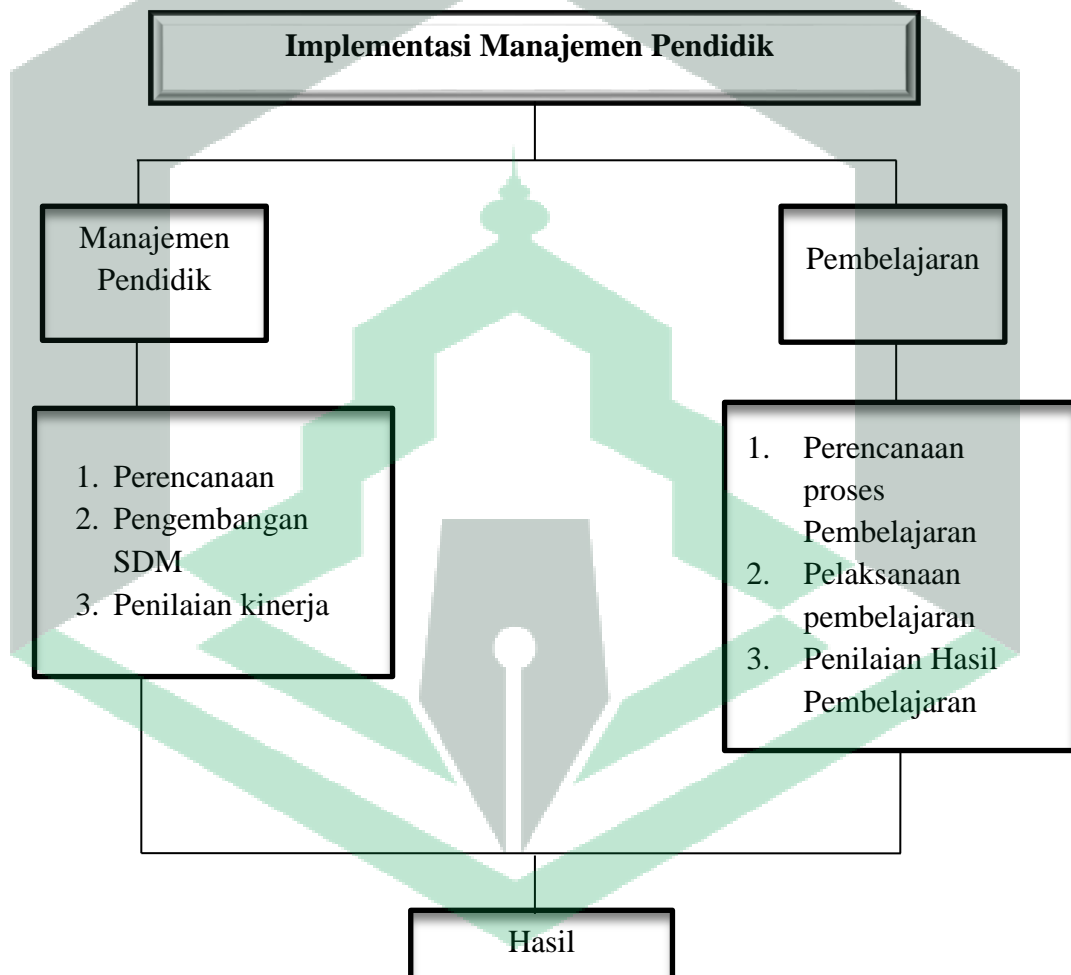 Implementasi Manajemen Pendidik
Manajemen
Pendidik
Pembelajaran
1. Perencanaan
2. Pengembangan
SDM
3. Penilaian kinerja
1. Perencanaan
proses
Pembelajaran
2. Pelaksanaan
pembelajaran
3. Penilaian Hasil
Pembelajaran
Hasil